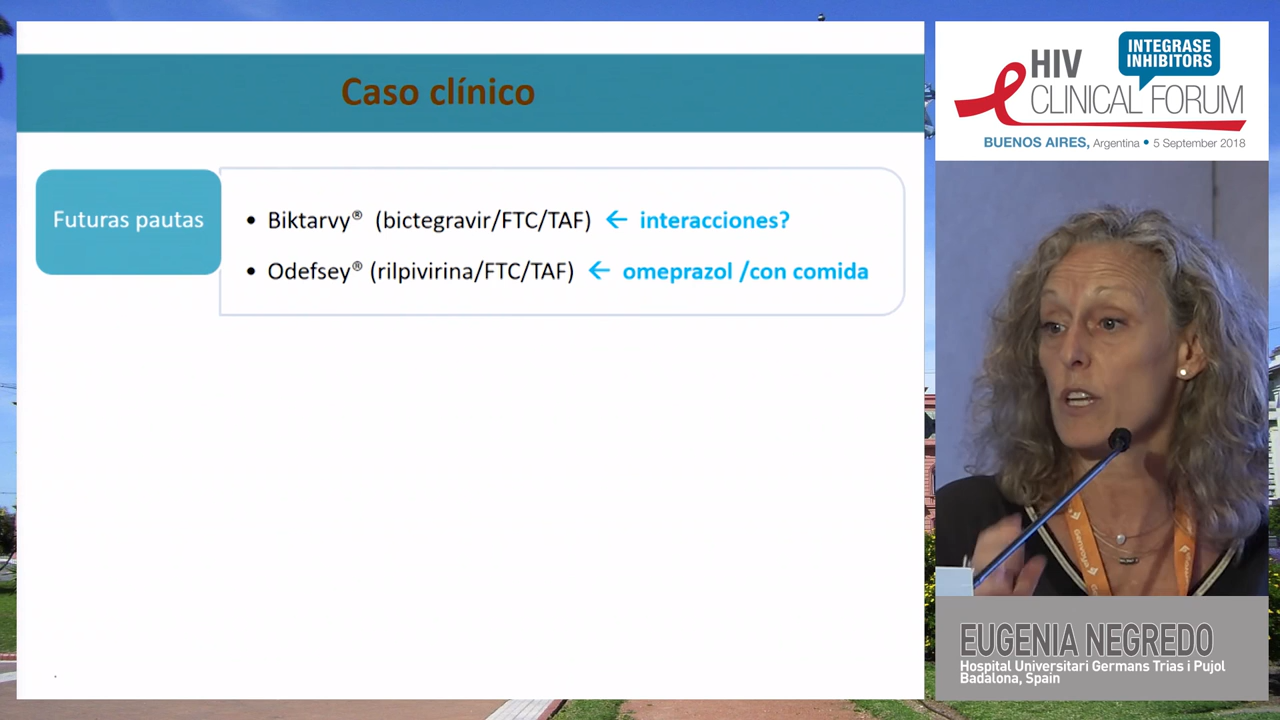 Caso clínico
Futuras pautas
• Biktarvy® (bictegravir/FTC/TAF) ← interacciones?
• Odefsey® (rilpivirina/FTC/TAF) ← omeprazol /con comida
HIV
CLINICAL FORUM
INTEGRASE
INHIBITORS
BUENOS AIRES, Argentina • 5 September 2018
Genvoya
EUGENIA NEGREDO
Hospital Universitari Germans Trias i Pujol
Badalona, Spain